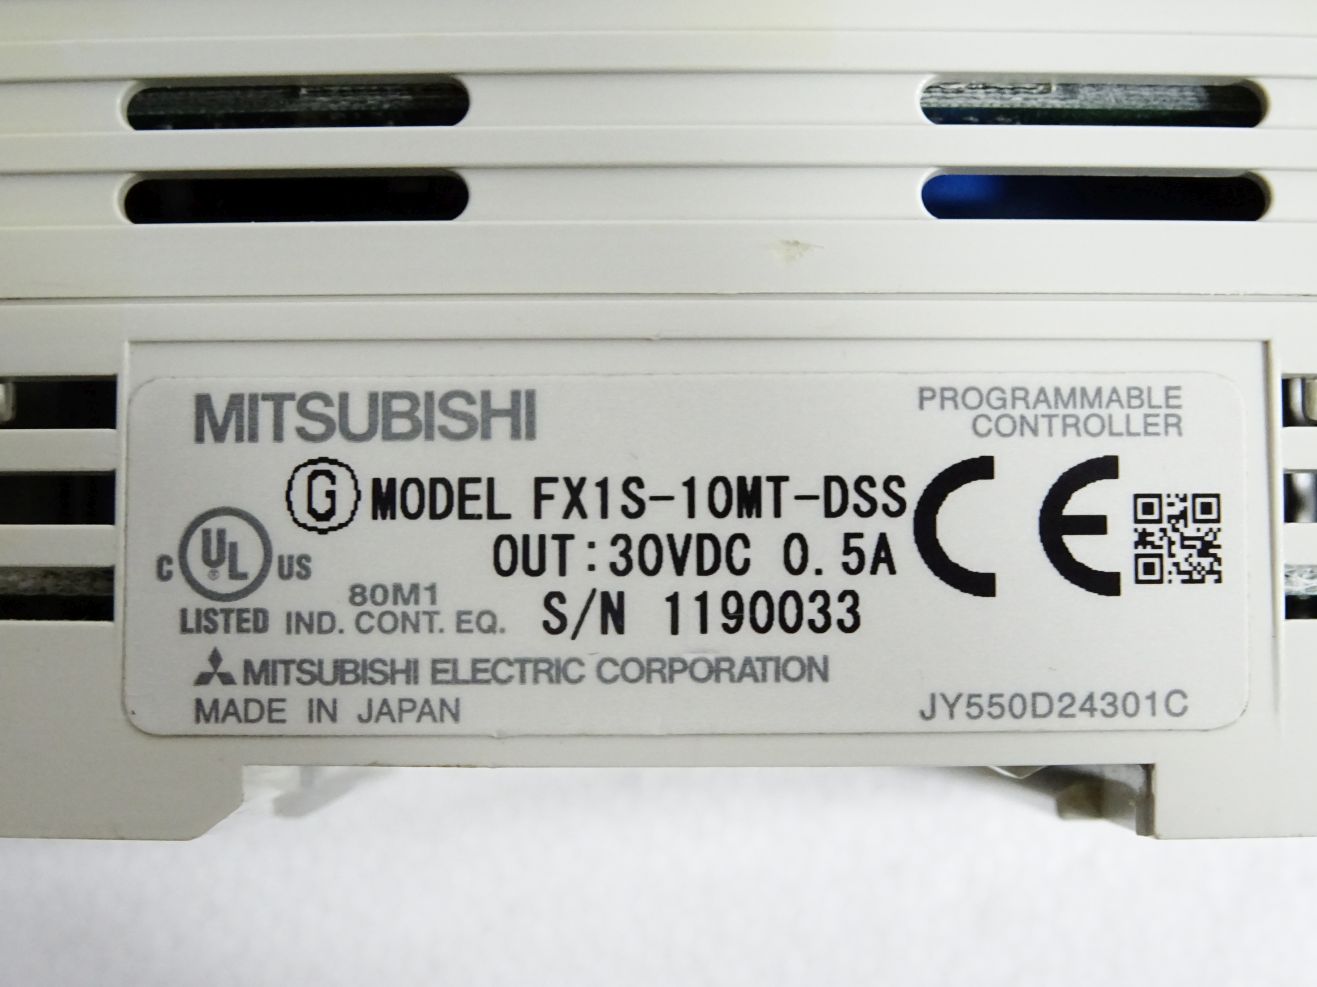 MITSUBISHI
PROGRAMMABLE
CONTROLLER
G MODEL FX1S-10MT-DSS
OUT:30VDC 0.5A
S/N 1190033
C UL US
LISTED
80M1
IND. CONT. EQ.
CE
MITSUBISHI ELECTRIC CORPORATION
MADE IN JAPAN
JY550D24301C